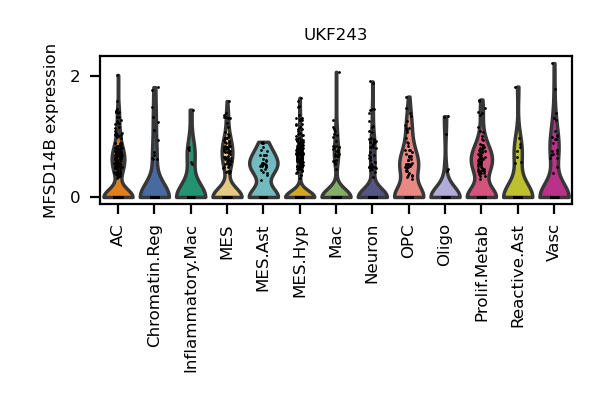 UKF243
MFSD14B expression
2
0
AC
Chromatin.Reg
Inflammatory.Mac
MES
MES.Ast
MES.Hyp
Mac
Neuron
OPC
Oligo
Prolif.Metab
Reactive.Ast
Vasc